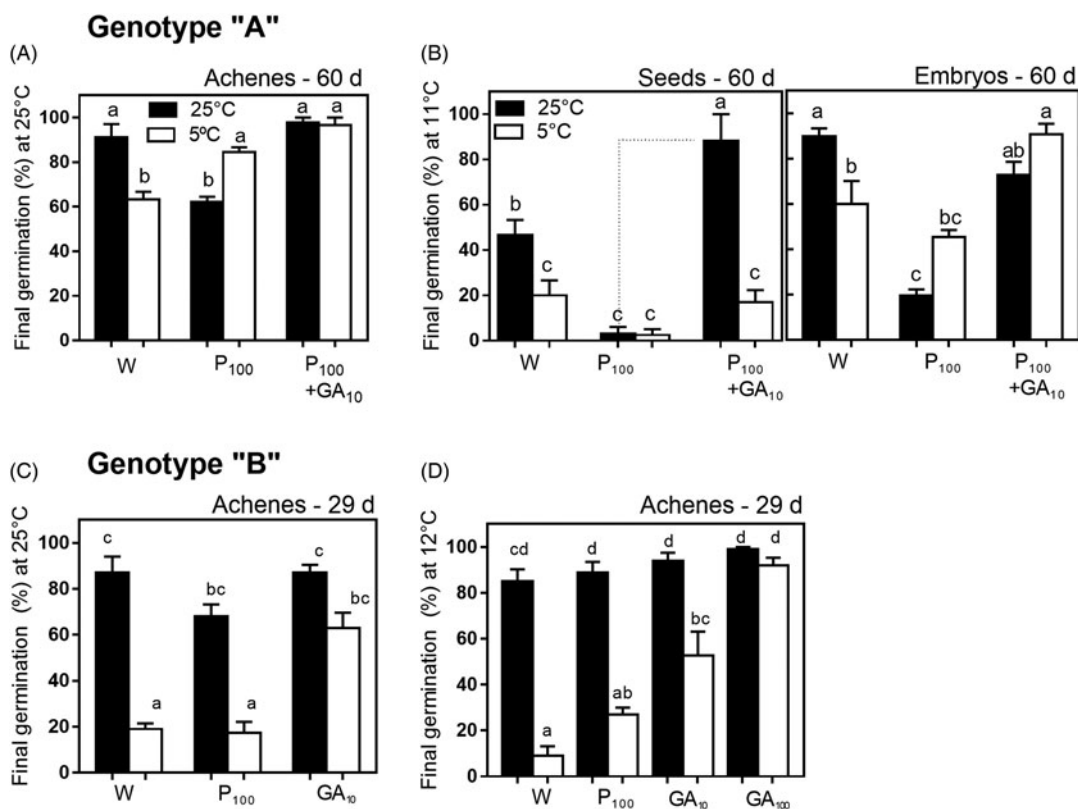 Genotype "A"
(A)
Achenes - 60 d
Final germination (%) at 25°C
100
80
60
40
20
0
25°C
5ºC
a
b
b
a
a
a
W
P₁₀₀
P₁₀₀
+GA₁₀
(B)
Seeds - 60 d
Final germination (%) at 11°C
100
80
60
40
20
0
25°C
5°C
b
c
c
c
a
c
W
P₁₀₀
P₁₀₀
+GA₁₀
Embryos - 60 d
a
b
c
bc
ab
a
W
P₁₀₀
P₁₀₀
+GA₁₀
Genotype "B"
(C)
Achenes - 29 d
Final germination (%) at 25°C
100
80
60
40
20
0
c
a
bc
a
c
bc
W
P₁₀₀
GA₁₀
(D)
Achenes - 29 d
Final germination (%) at 12°C
100
80
60
40
20
0
cd
a
d
ab
d
bc
d
d
W
P₁₀₀
GA₁₀
GA₁₀₀